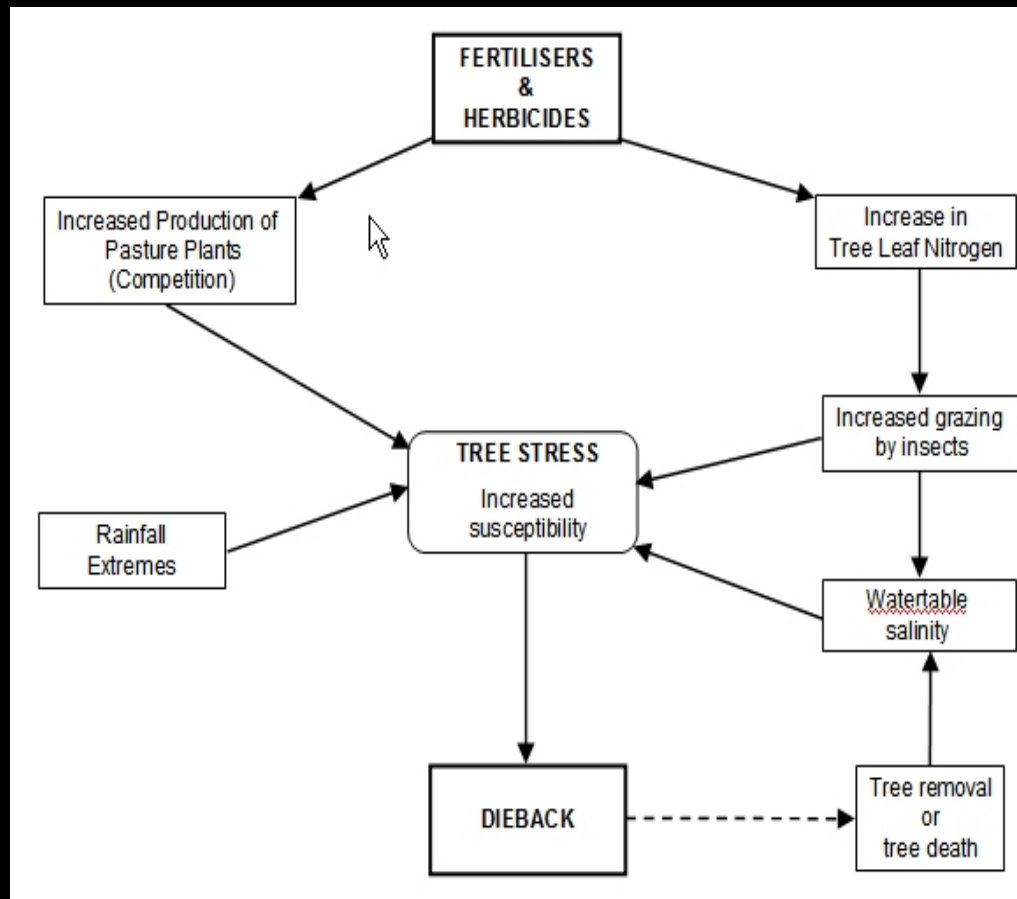 FERTILISERS
&
HERBICIDES
Increased Production of
Pasture Plants
(Competition)
Increase in
Tree Leaf Nitrogen
Increased grazing
by insects
TREE STRESS
Increased
susceptibility
Rainfall
Extremes
Watertable
salinity
DIEBACK
Tree removal
or
tree death